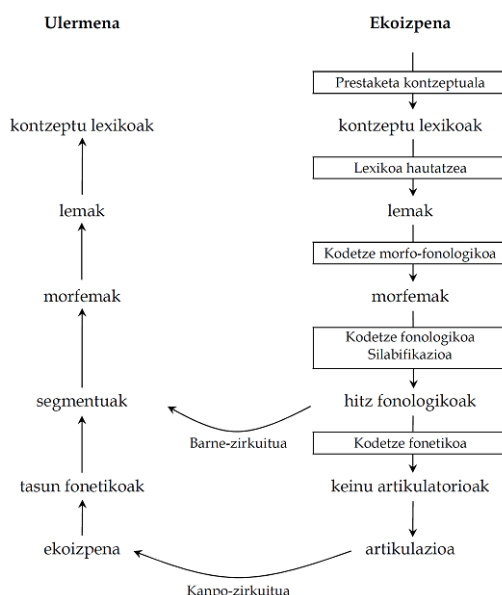 Ulermena
Ekoizpena
Prestaketa kontzeptuala
kontzeptu lexikoak
kontzeptu lexikoak
Lexikoa hautatzea
lemak
lemak
Kodetze morfo-fonologikoa
morfemak
morfemak
Kodetze fonologikoa
Silabifikazioa
segmentuak
hitz fonologikoak
Barne-zirkuitua
Kodetze fonetikoa
tasun fonetikoak
keinu artikulatorioak
ekoizpena
artikulazioa
Kanpo-zirkuitua